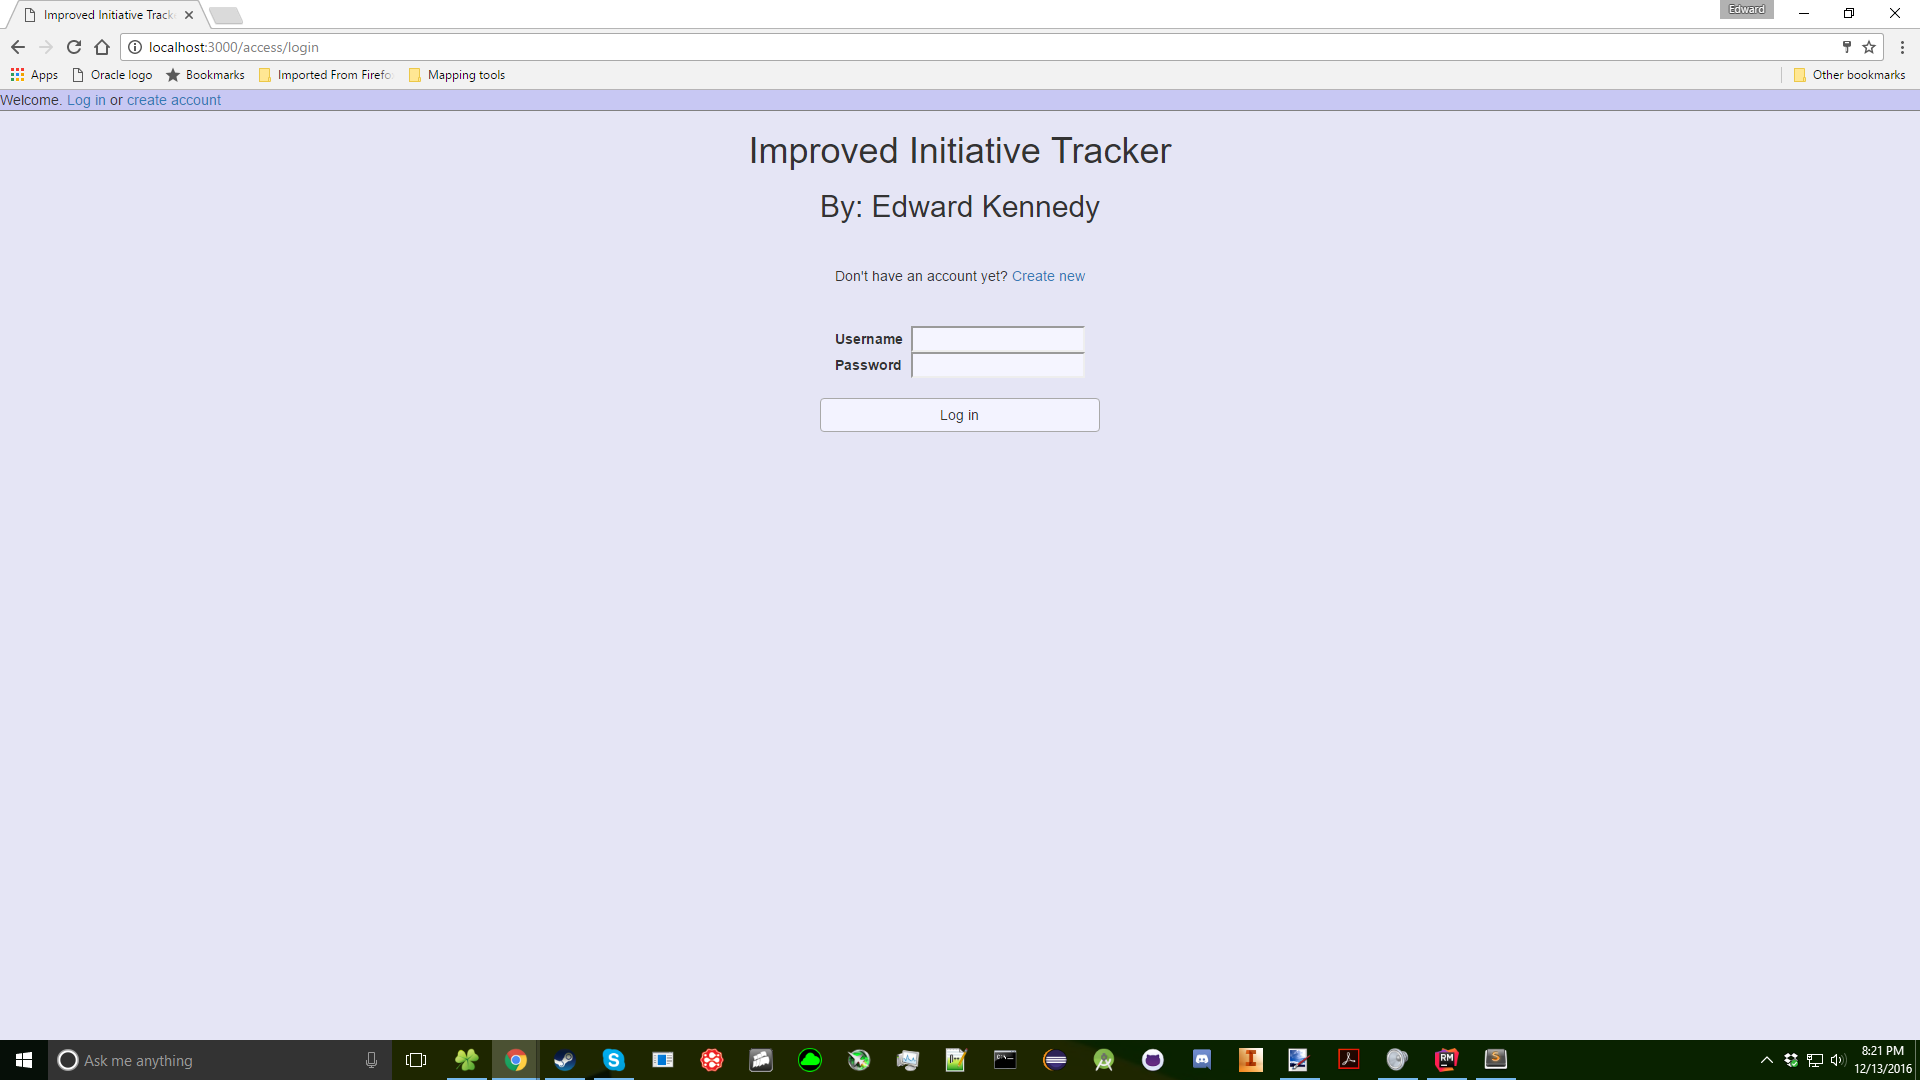 Improved Initiative Track
Edward
localhost:3000/access/login
Apps
Oracle logo
Bookmarks
Imported From Firefo
Mapping tools
Other bookmarks
Welcome. Log in or create account
Improved Initiative Tracker
By: Edward Kennedy
Don't have an account yet? Create new
Username
Password
Log in
Ask me anything
RM
8:21 PM
12/13/2016